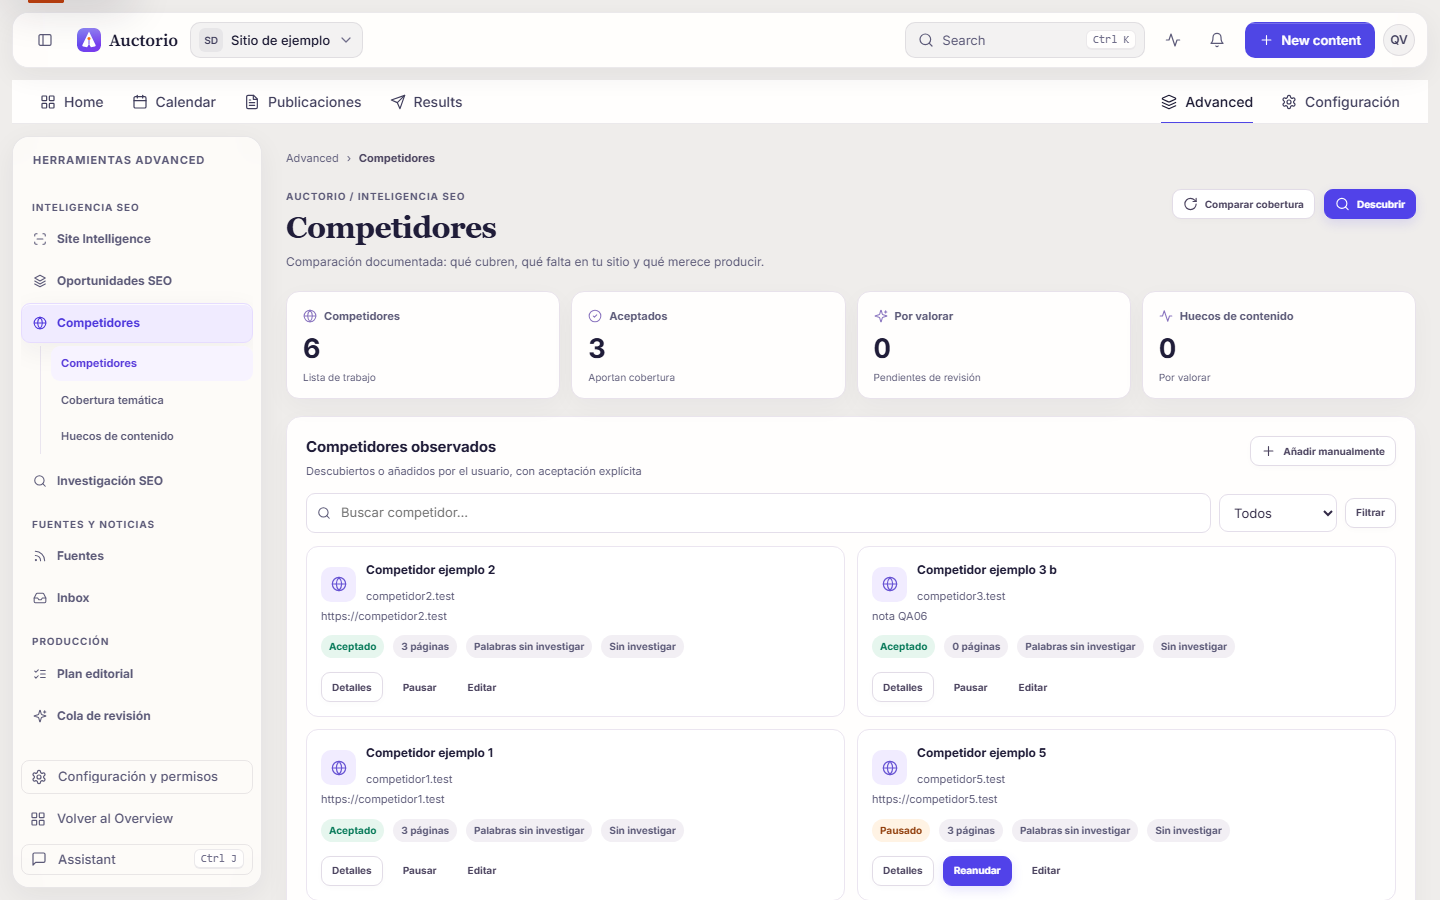 Auctorio
SD Sitio de ejemplo
Search Ctrl K
New content
QV
Home
Calendar
Publicaciones
Results
Advanced
Configuración
HERRAMIENTAS ADVANCED
INTELIGENCIA SEO
Site Intelligence
Oportunidades SEO
Competidores
Competidores
Cobertura temática
Huecos de contenido
Investigación SEO
FUENTES Y NOTICIAS
Fuentes
Inbox
PRODUCCIÓN
Plan editorial
Cola de revisión
Configuración y permisos
Volver al Overview
Assistant Ctrl J
Advanced › Competidores
AUCTORIO / INTELIGENCIA SEO
Competidores
Comparación documentada: qué cubren, qué falta en tu sitio y qué merece producir.
Comparar cobertura
Descubrir
Competidores
6
Lista de trabajo
Aceptados
3
Aportan cobertura
Por valorar
0
Pendientes de revisión
Huecos de contenido
0
Por valorar
Competidores observados
Descubiertos o añadidos por el usuario, con aceptación explícita
Añadir manualmente
Buscar competidor...
Todos
Filtrar
Competidor ejemplo 2
competidor2.test
https://competidor2.test
Aceptado 3 páginas Palabras sin investigar Sin investigar
Detalles Pausar Editar
Competidor ejemplo 3 b
competidor3.test
nota QA06
Aceptado 0 páginas Palabras sin investigar Sin investigar
Detalles Pausar Editar
Competidor ejemplo 1
competidor1.test
https://competidor1.test
Aceptado 3 páginas Palabras sin investigar Sin investigar
Detalles Pausar Editar
Competidor ejemplo 5
competidor5.test
https://competidor5.test
Pausado 3 páginas Palabras sin investigar Sin investigar
Detalles Reanudar Editar